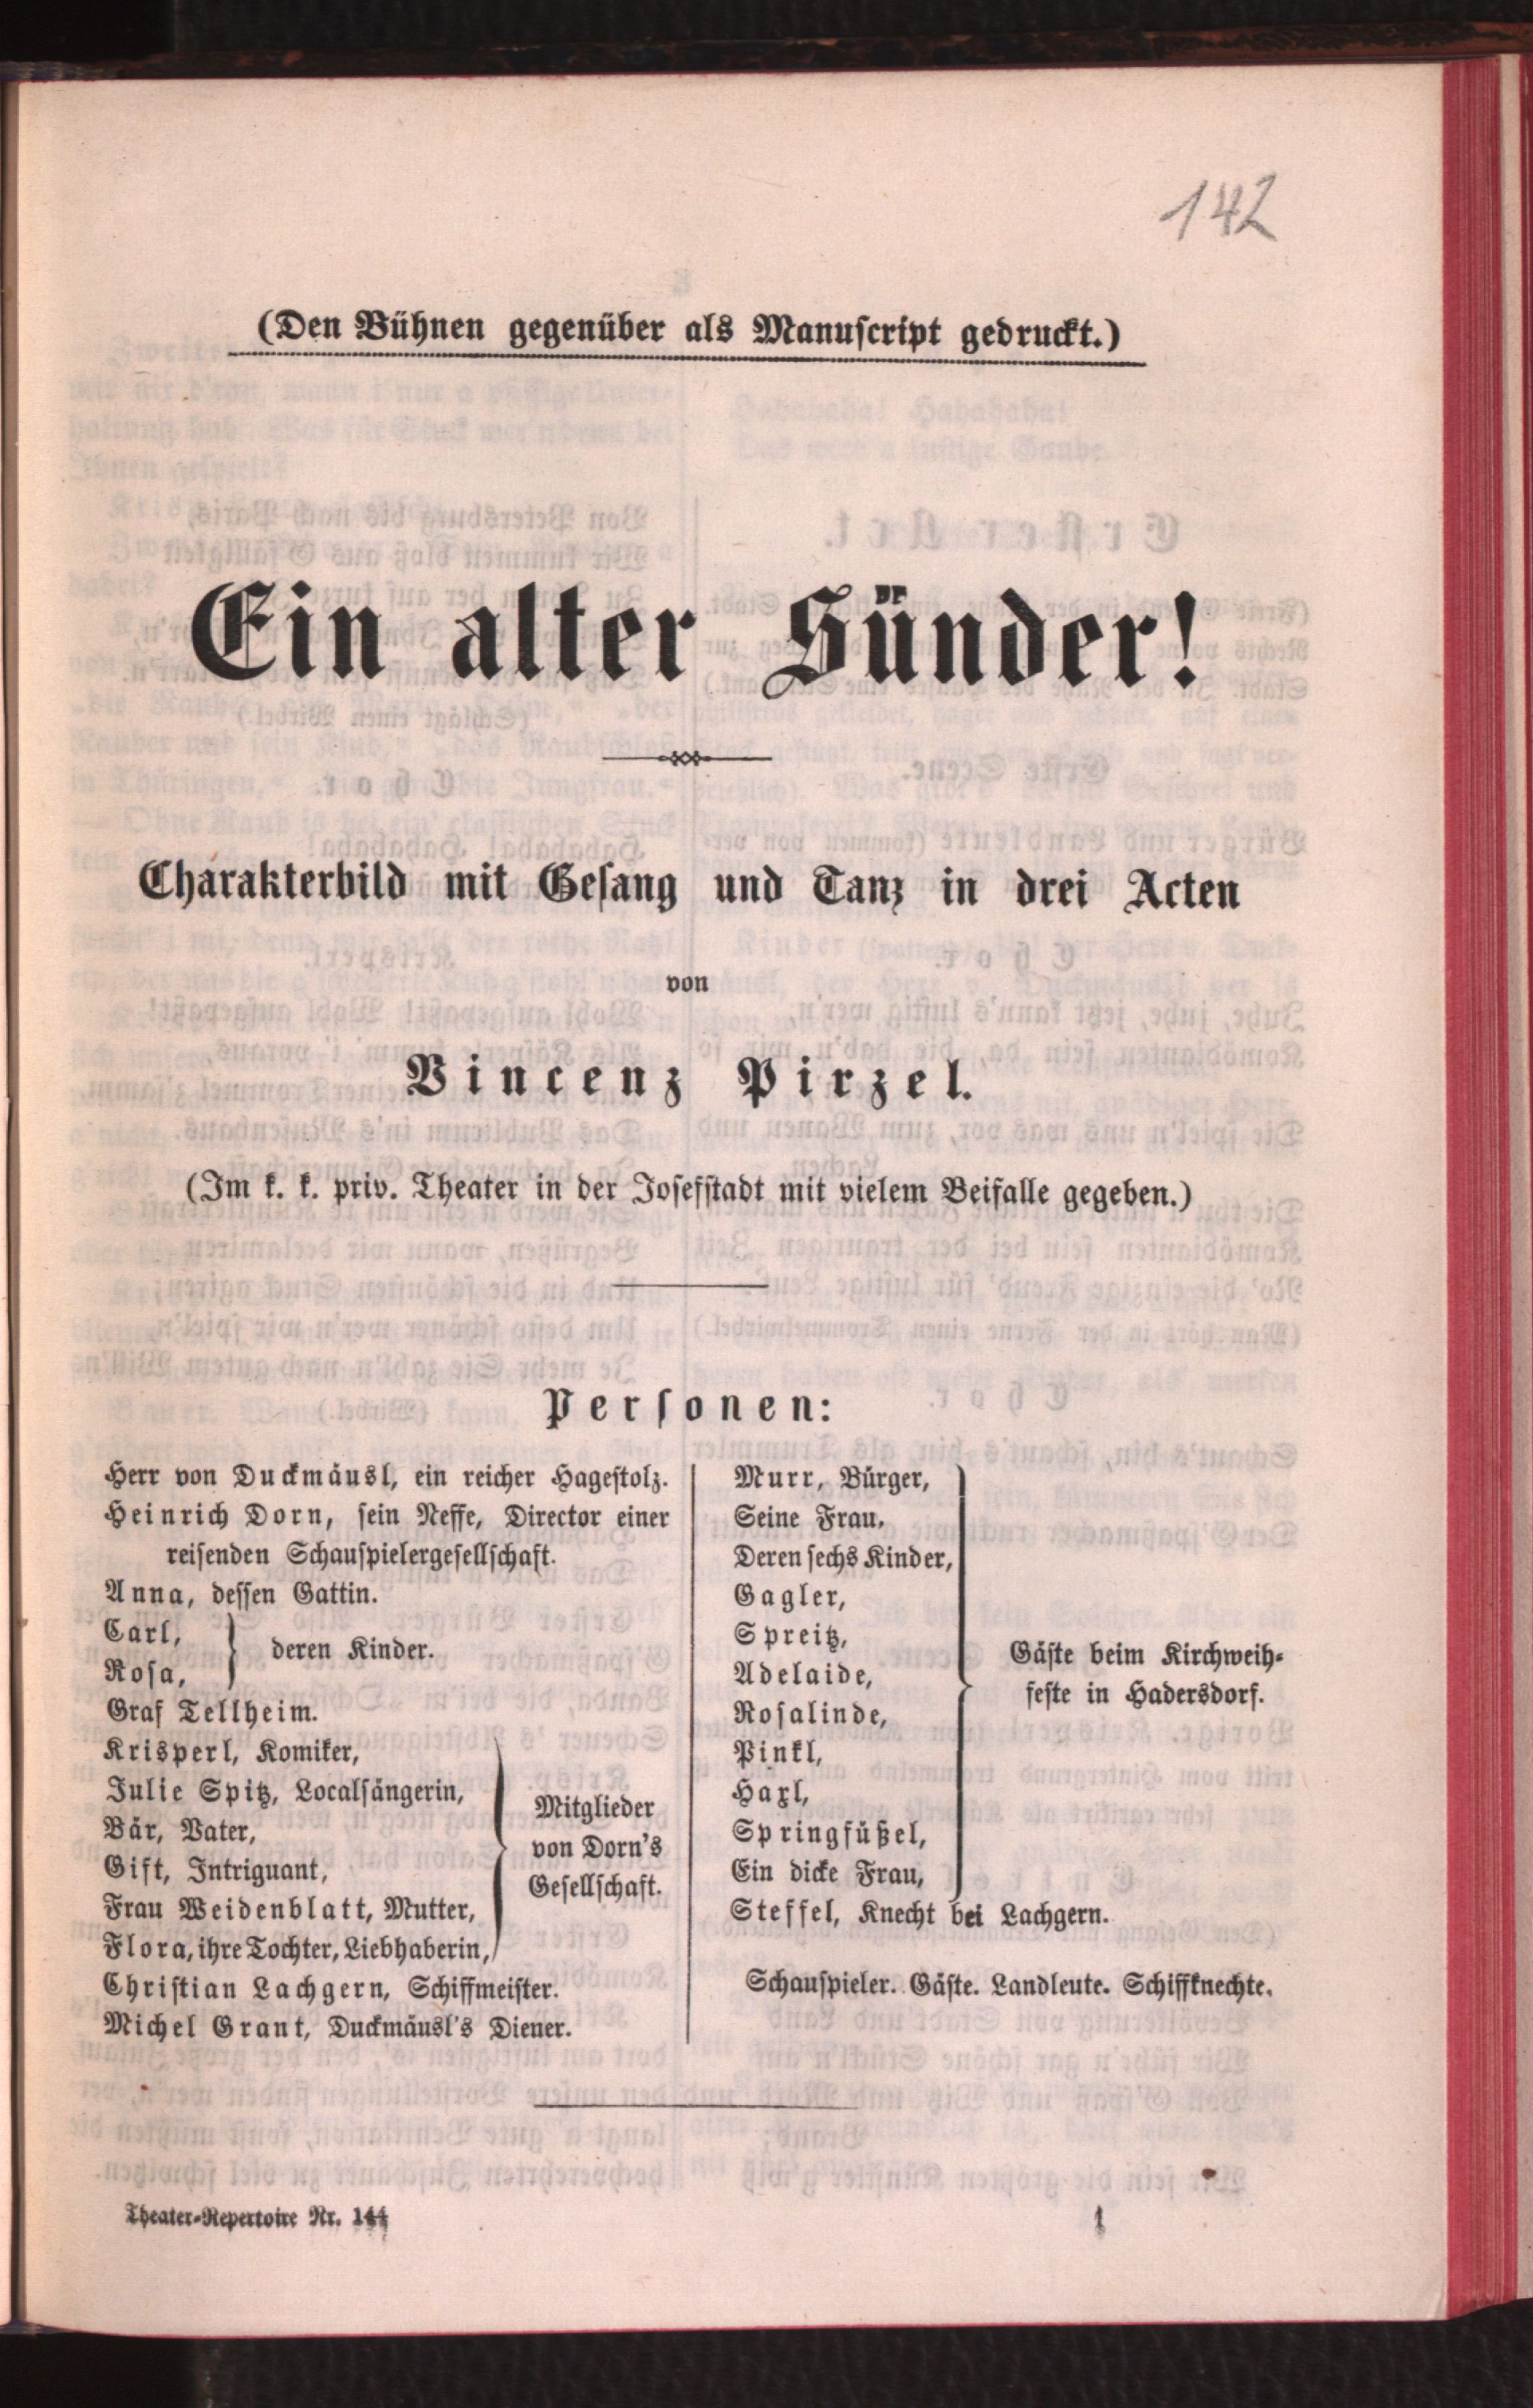 142
(Den Bühnen gegenüber als Manuscript gedruckt.)
Ein alter Sünder!
Charakterbild mit Gesang und Tanz in drei Acten
von
Vincenz Pirzel.
(Im k. k. priv. Theater in der Josefstadt mit vielem Beifalle gegeben.)
Personen:
Herr von Duckmäusl, ein reicher Hagestolz.
Heinrich Dorn, sein Neffe, Director einer
reisenden Schauspielergesellschaft.
Anna, dessen Gattin.
Carl,
Rosa,
deren Kinder.
Graf Tellheim.
Krisperl, Komiker,
Julie Spitz, Localsängerin,
Bär, Vater,
Gift, Intriguant,
Frau Weidenblatt, Mutter,
Flora, ihre Tochter, Liebhaberin,
Mitglieder
von Dorn's
Gesellschaft.
Christian Lachgern, Schiffmeister.
Michel Grant, Duckmäusl's Diener.
Murr, Bürger,
Seine Frau,
Deren sechs Kinder,
Gagler,
Spreitz,
Adelaide,
Rosalinde,
Pinkl,
Haxl,
Springfüßel,
Ein dicke Frau,
Gäste beim Kirchweih-
feste in Hadersdorf.
Steffel, Knecht bei Lachgern.
Schauspieler. Gäste. Landleute. Schiffknechte.
Theater-Repertoire Nr. 144
1